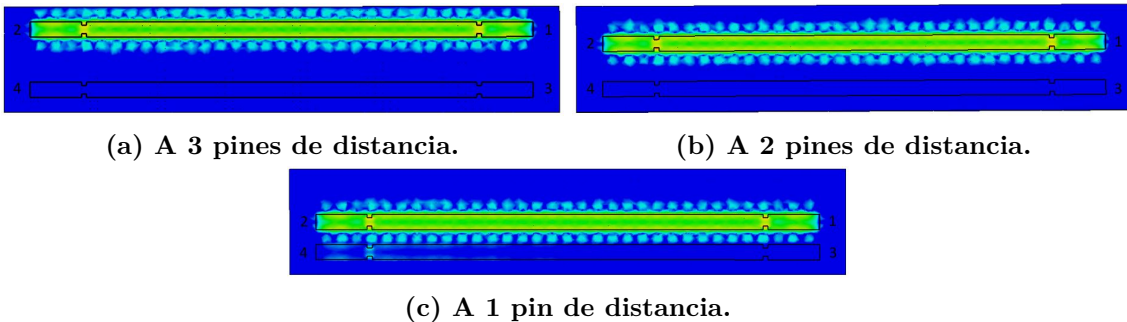 2 1
4 3
2 1
4 3
(a) A 3 pines de distancia.
(b) A 2 pines de distancia.
2 1
4 3
(c) A 1 pin de distancia.